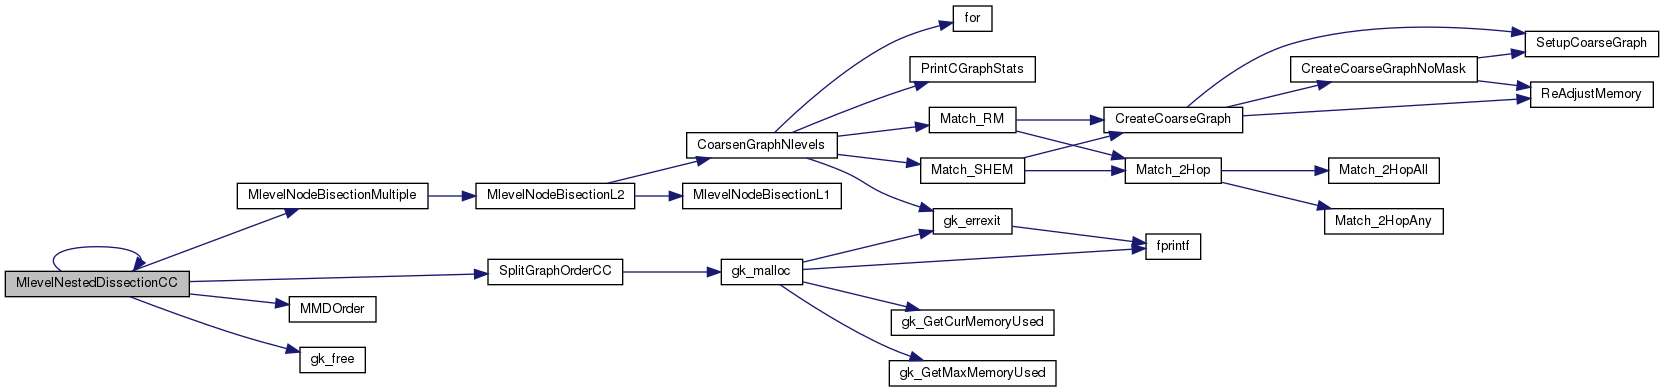 for
SetupCoarseGraph
PrintCGraphStats
CreateCoarseGraphNoMask
ReAdjustMemory
Match_RM
CreateCoarseGraph
CoarsenGraphNlevels
Match_SHEM
Match_2Hop
Match_2HopAll
MlevelNodeBisectionMultiple
MlevelNodeBisectionL2
MlevelNodeBisectionL1
gk_errexit
Match_2HopAny
fprintf
MlevelNestedDissectionCC
SplitGraphOrderCC
gk_malloc
MMDOrder
gk_GetCurMemoryUsed
gk_free
gk_GetMaxMemoryUsed